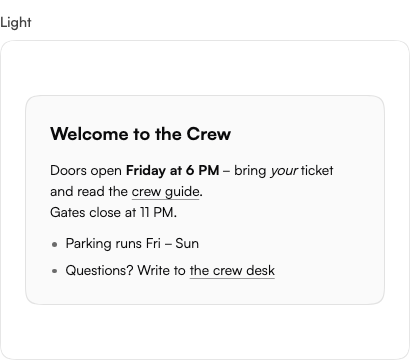 Light
Welcome to the Crew
Doors open Friday at 6 PM – bring your ticket
and read the crew guide.
Gates close at 11 PM.
• Parking runs Fri – Sun
• Questions? Write to the crew desk